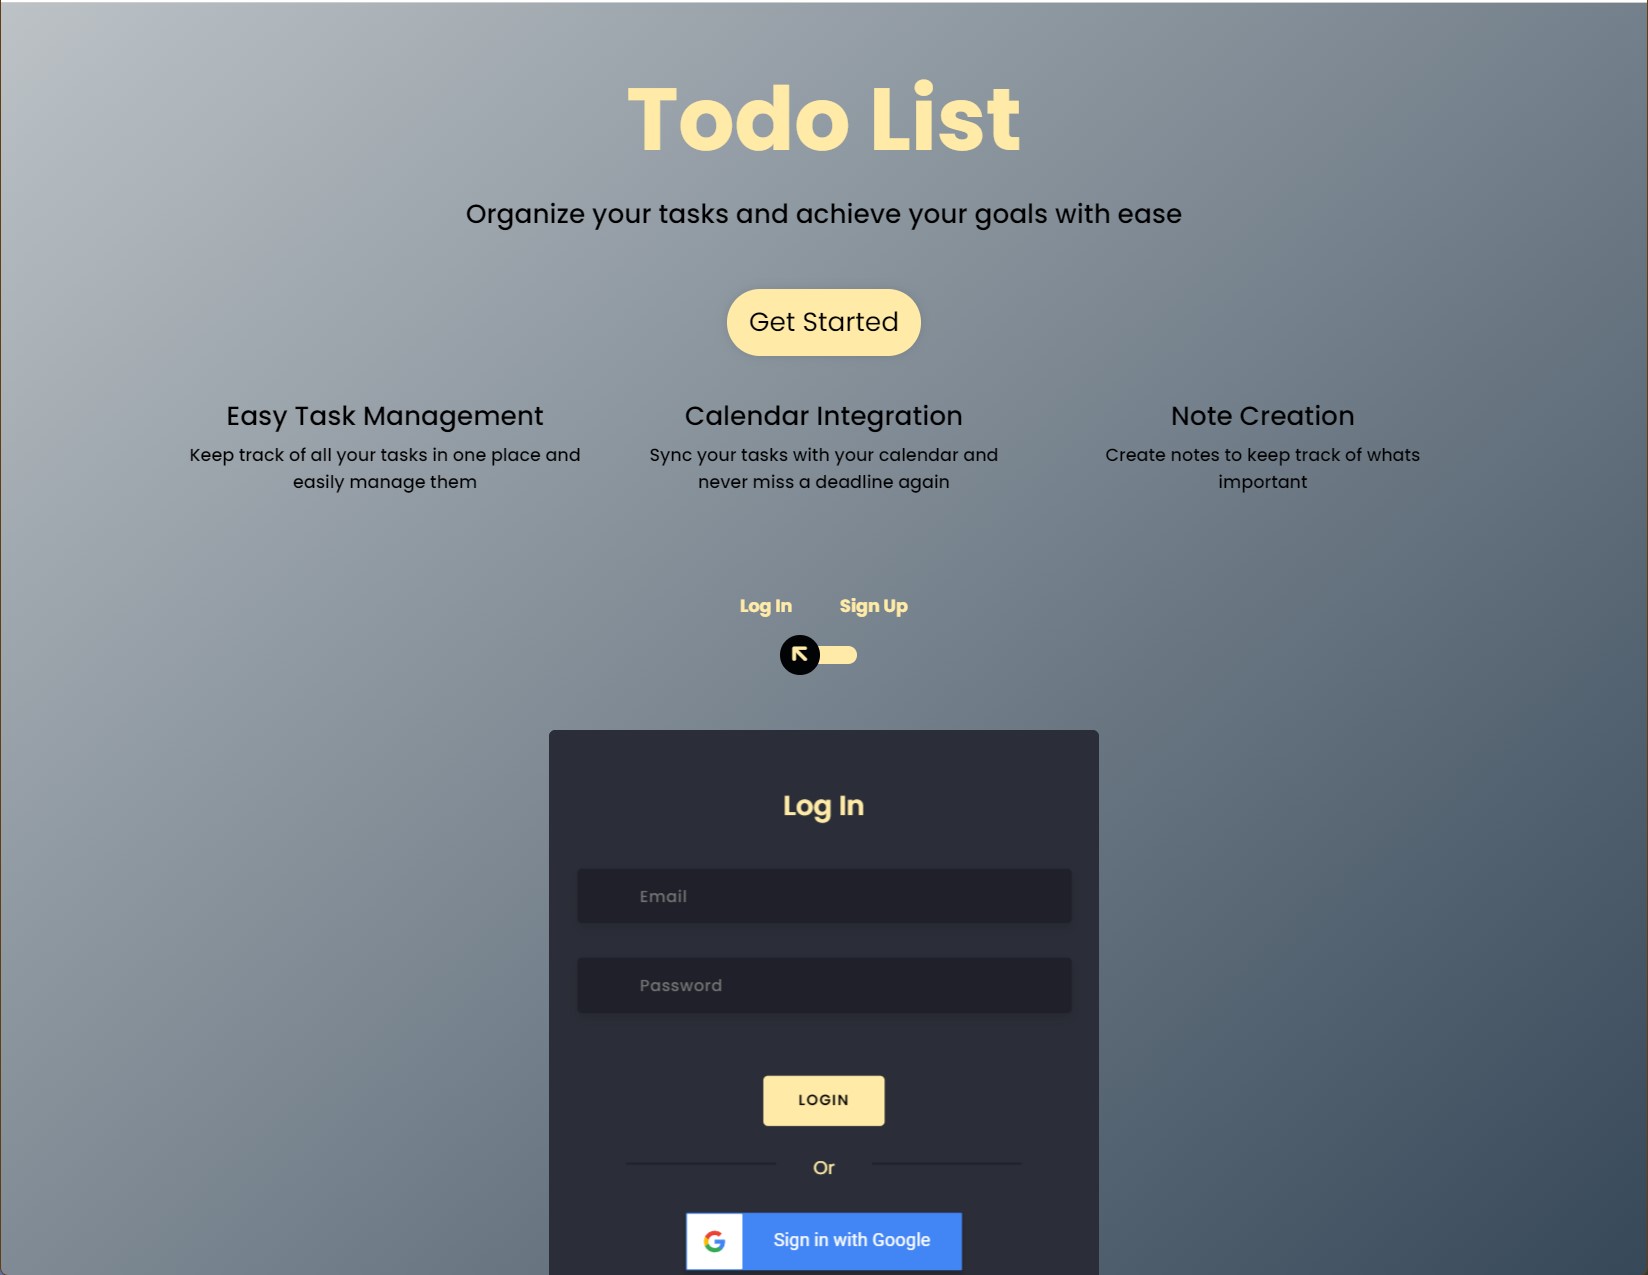 Todo List
Organize your tasks and achieve your goals with ease
Get Started
Easy Task Management
Keep track of all your tasks in one place and
easily manage them
Calendar Integration
Sync your tasks with your calendar and
never miss a deadline again
Note Creation
Create notes to keep track of whats
important
Log In Sign Up
Log In
Email
Password
LOGIN
Or
G Sign in with Google